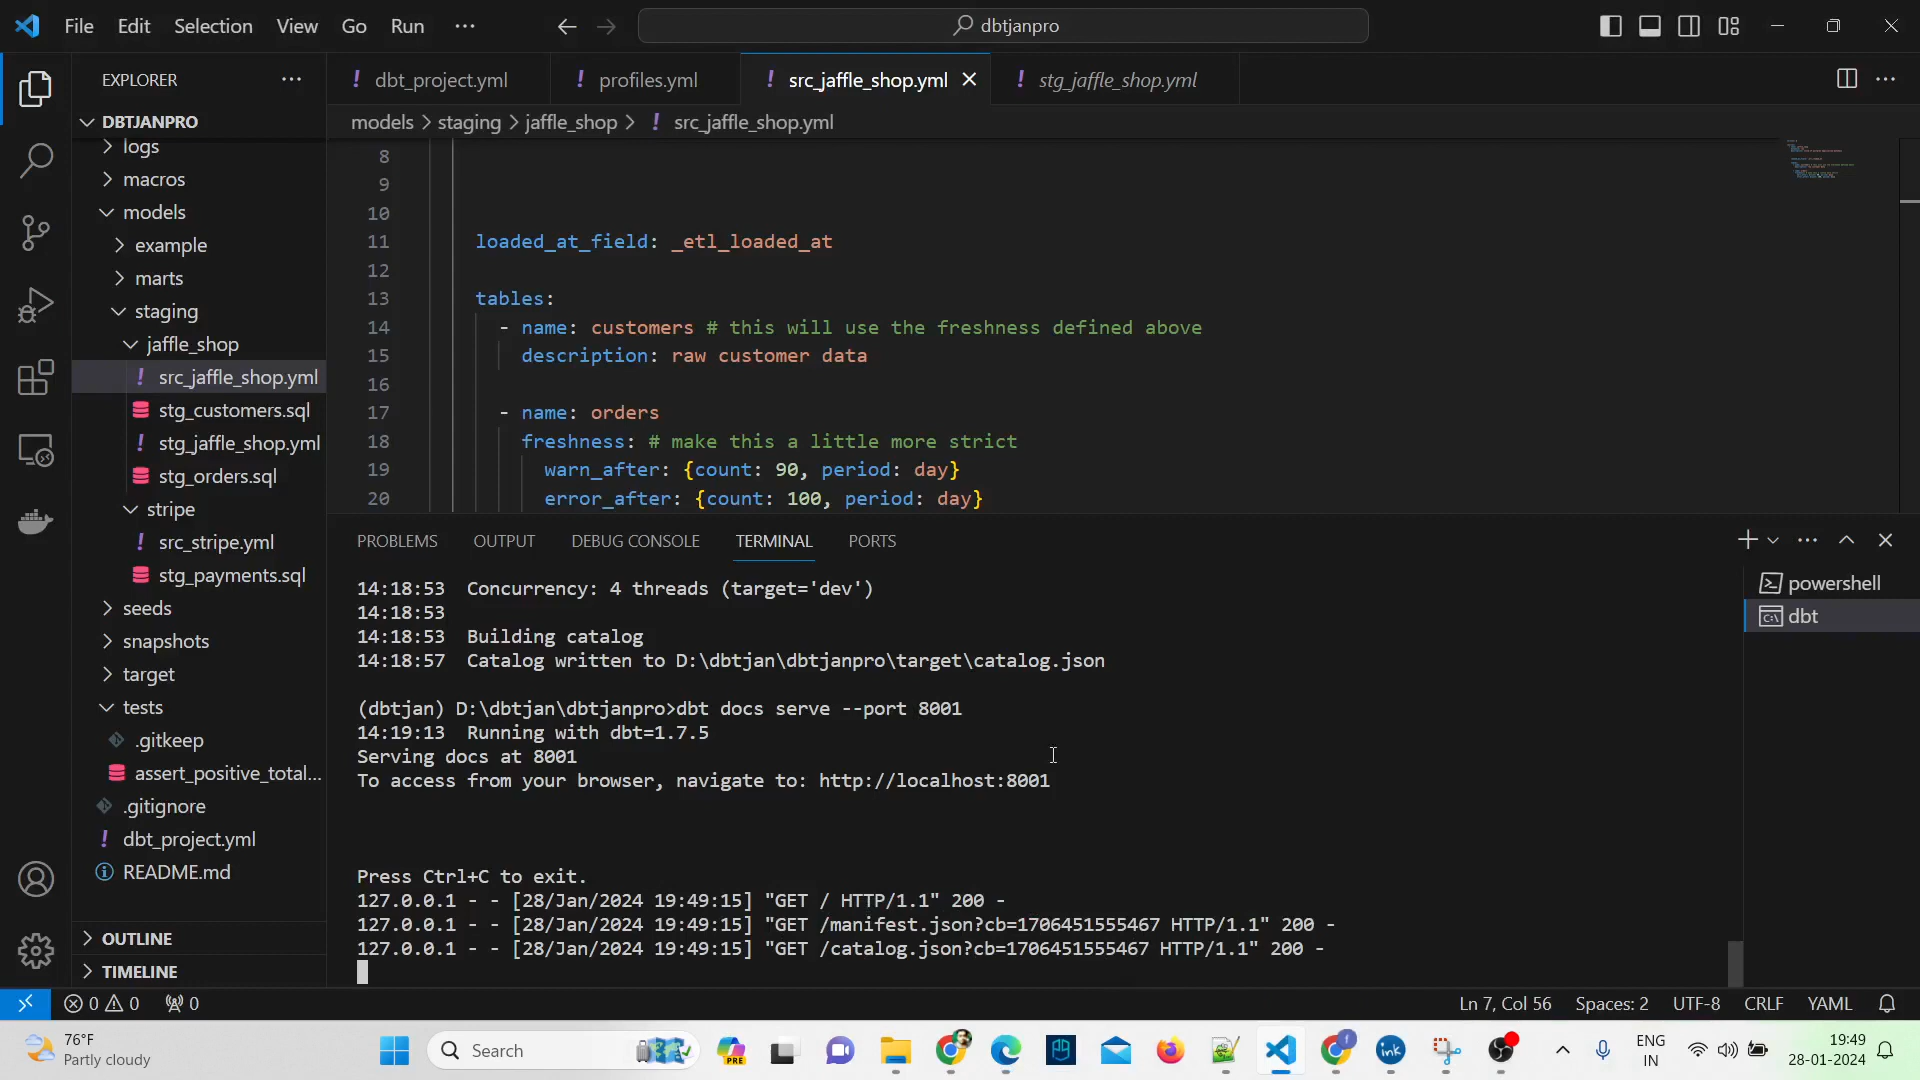 File Edit Selection View Go Run ...
dbtjanpro
EXPLORER
dbt_project.yml
profiles.yml
src_jaffle_shop.yml
stg_jaffle_shop.yml
DBTJANPRO
models > staging > jaffle_shop > ! src_jaffle_shop.yml
logs
macros
models
example
marts
staging
jaffle_shop
src_jaffle_shop.yml
stg_customers.sql
stg_jaffle_shop.yml
stg_orders.sql
stripe
src_stripe.yml
stg_payments.sql
seeds
snapshots
target
tests
.gitkeep
assert_positive_total...
.gitignore
dbt_project.yml
README.md
OUTLINE
TIMELINE
8
9
10
11 loaded_at_field: _etl_loaded_at
12
13 tables:
14 - name: customers # this will use the freshness defined above
15 description: raw customer data
16
17 - name: orders
18 freshness: # make this a little more strict
19 warn_after: {count: 90, period: day}
20 error_after: {count: 100, period: day}
PROBLEMS OUTPUT DEBUG CONSOLE TERMINAL PORTS
powershell
dbt
14:18:53 Concurrency: 4 threads (target='dev')
14:18:53
14:18:53 Building catalog
14:18:57 Catalog written to D:\dbtjan\dbtjanpro\target\catalog.json
(dbtjan) D:\dbtjan\dbtjanpro>dbt docs serve --port 8001
14:19:13 Running with dbt=1.7.5
Serving docs at 8001
To access from your browser, navigate to: http://localhost:8001
Press Ctrl+C to exit.
127.0.0.1 - - [28/Jan/2024 19:49:15] "GET / HTTP/1.1" 200 -
127.0.0.1 - - [28/Jan/2024 19:49:15] "GET /manifest.json?cb=1706451555467 HTTP/1.1" 200 -
127.0.0.1 - - [28/Jan/2024 19:49:15] "GET /catalog.json?cb=1706451555467 HTTP/1.1" 200 -
0 0 0
Ln 7, Col 56 Spaces: 2 UTF-8 CRLF YAML
76°F
Partly cloudy
Search
PRE
ink
ENG
IN
19:49
28-01-2024